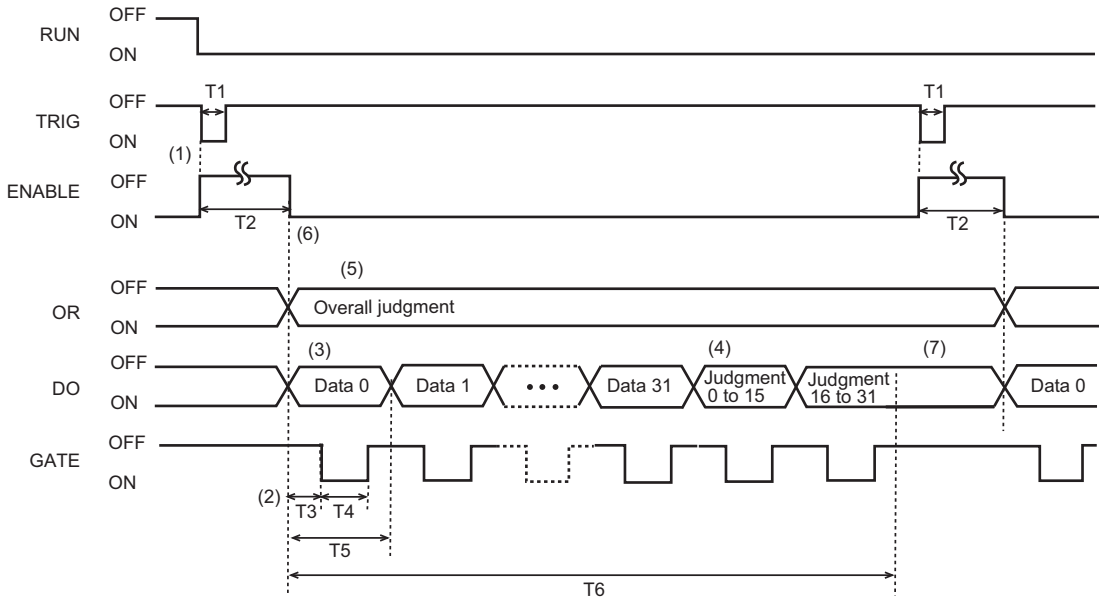 OFF
RUN
ON
OFF
T1
T1
TRIG
ON
(1)
OFF
ENABLE
ON
T2
T2
(6)
(5)
OFF
OR
Overall judgment
ON
(3)
(4)
(7)
OFF
DO
Data 0
Data 1
•••
Data 31
Judgment
0 to 15
Judgment
16 to 31
Data 0
ON
OFF
GATE
ON
(2)
T3
T4
T5
T6